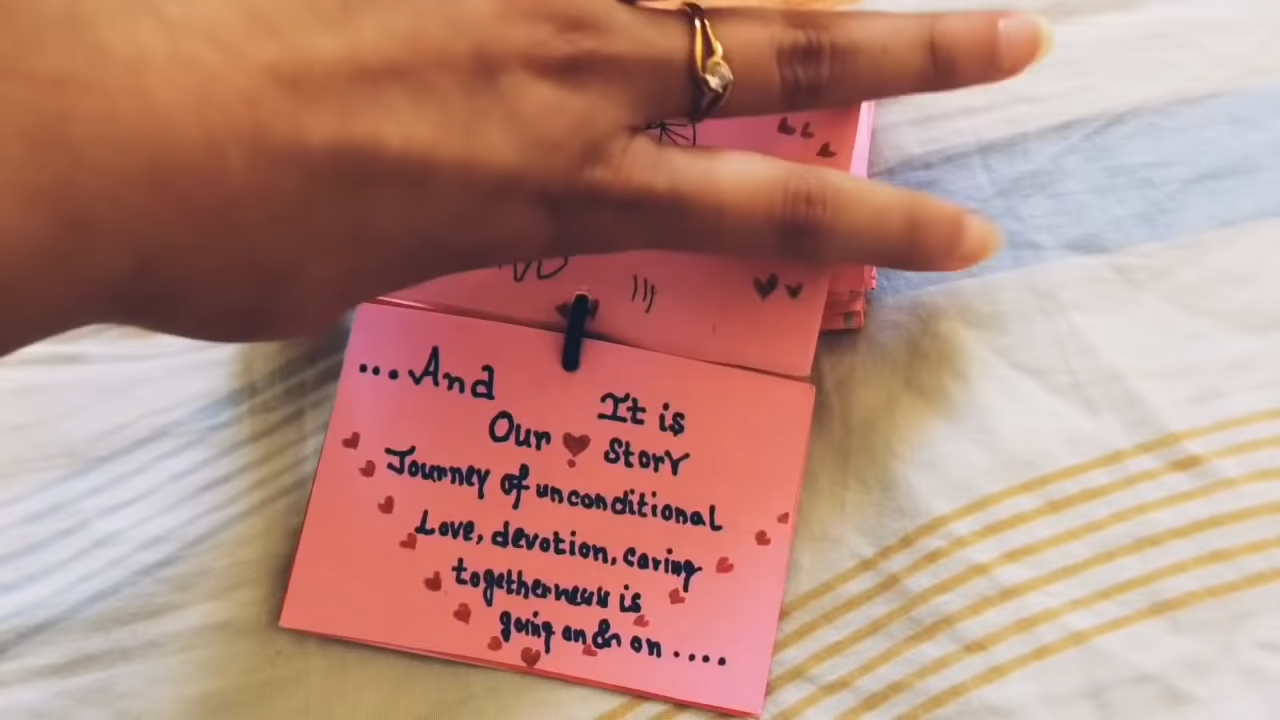 ...And It is
Our ❤ Story
Journey of unconditional
Love, devotion, caring
togetherness is
going on & on ....